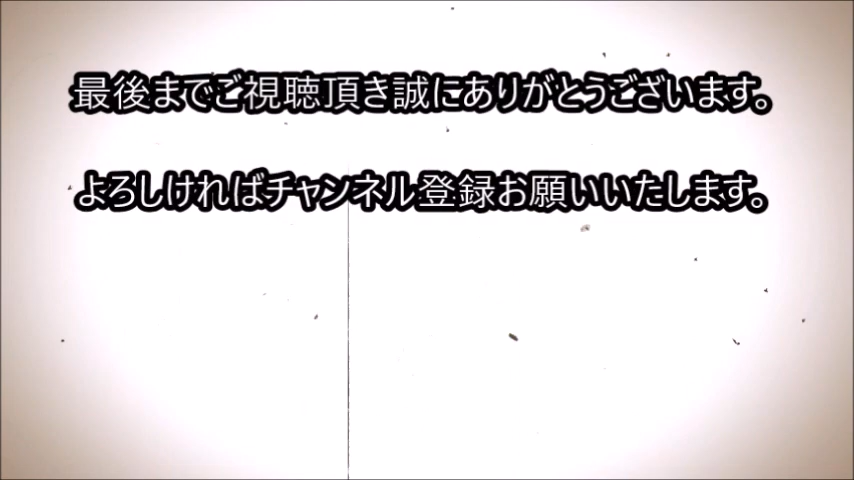 最後までご視聴頂き誠にありがとうございます。
よろしければチャンネル登録お願いいたします。